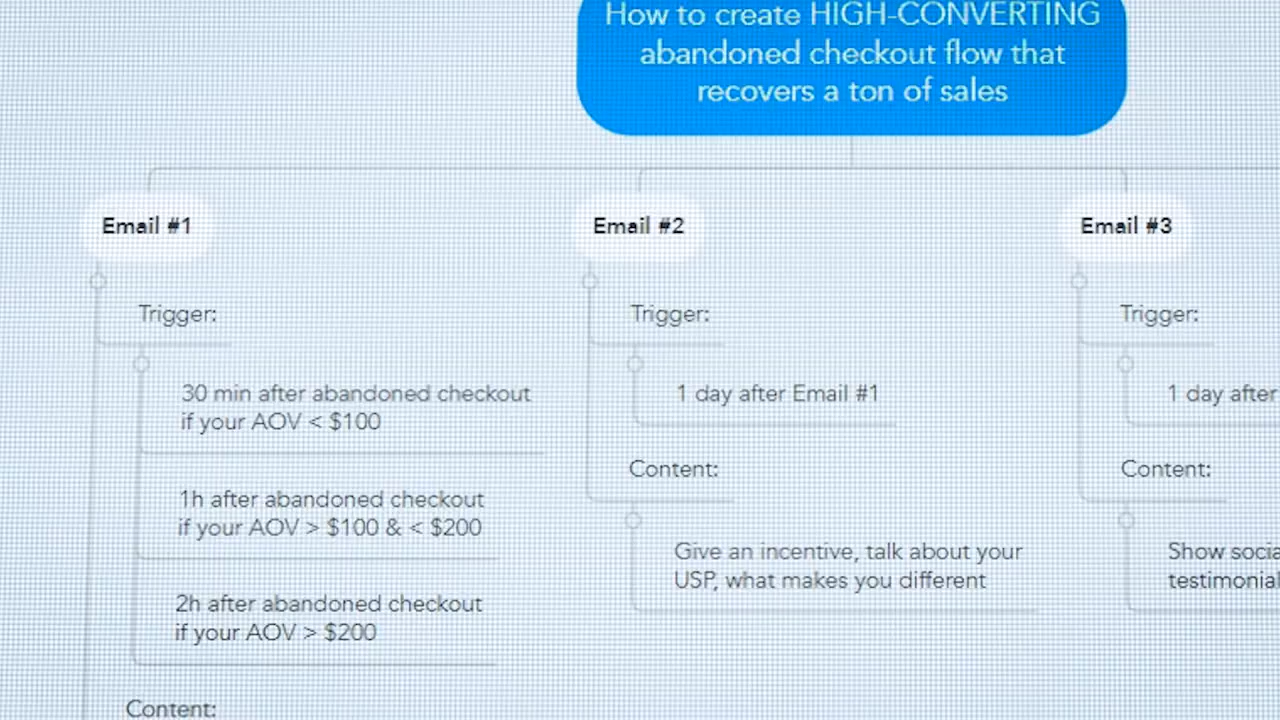 How to create HIGH-CONVERTING
abandoned checkout flow that
recovers a ton of sales
Email #1
Trigger:
30 min after abandoned checkout
if your AOV < $100
1h after abandoned checkout
if your AOV > $100 & < $200
2h after abandoned checkout
if your AOV > $200
Content:
Email #2
Trigger:
1 day after Email #1
Content:
Give an incentive, talk about your
USP, what makes you different
Email #3
Trigger:
1 day after
Content:
Show